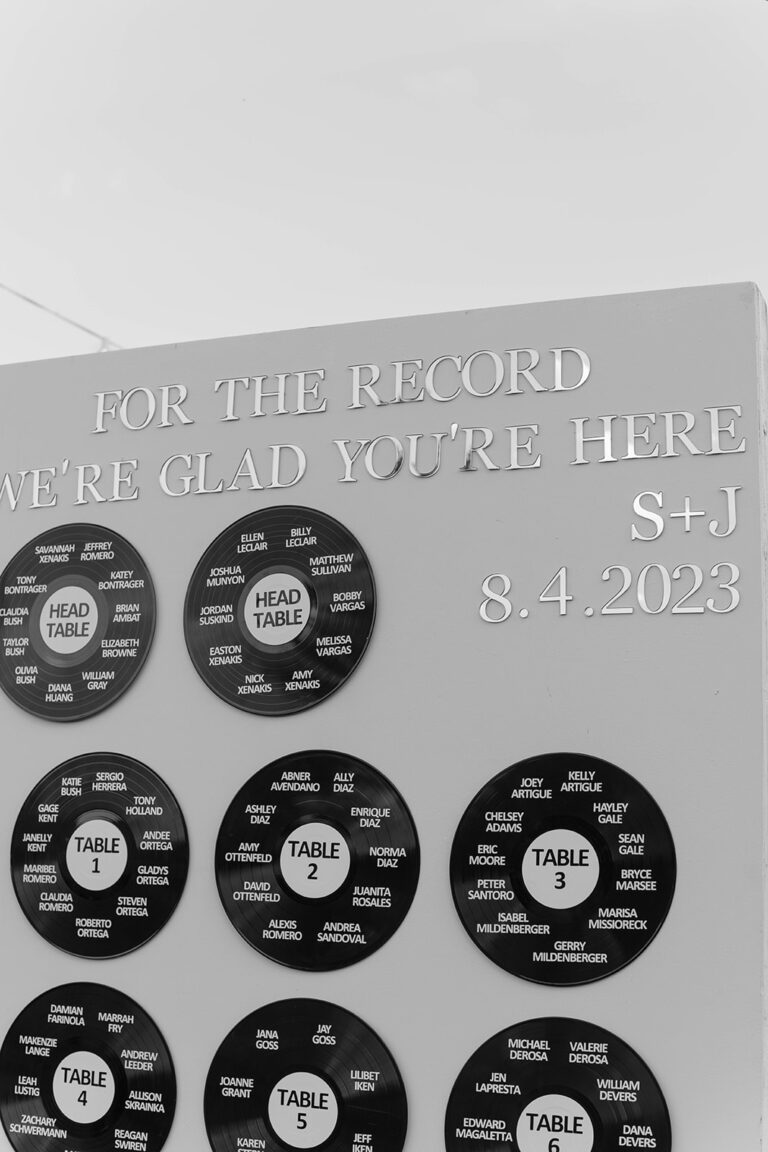 FOR THE RECORD
WE'RE GLAD YOU'RE HERE
S+J
8.4.2023
HEAD
TABLE
SAVANNAH
XENAKIS
JEFFREY
ROMERO
KATEY
BONTRAGER
BRIAN
AMBAT
ELIZABETH
BROWNE
WILLIAM
GRAY
DIANA
HUANG
OLIVIA
BUSH
TAYLOR
BUSH
CLAUDIA
BUSH
TONY
BONTRAGER
HEAD
TABLE
ELLEN
LECLAIR
BILLY
LECLAIR
MATTHEW
SULLIVAN
BOBBY
VARGAS
MELISSA
VARGAS
AMY
XENAKIS
NICK
XENAKIS
EASTON
XENAKIS
JORDAN
SUSKIND
JOSHUA
MUNYON
TABLE
1
KATIE
BUSH
SERGIO
HERRERA
TONY
HOLLAND
ANDEE
ORTEGA
GLADYS
ORTEGA
STEVEN
ORTEGA
ROBERTO
ORTEGA
CLAUDIA
ROMERO
MARIBEL
ROMERO
JANELLY
KENT
GAGE
KENT
TABLE
2
ABNER
AVENDANO
ALLY
DIAZ
ENRIQUE
DIAZ
NORMA
DIAZ
JUANITA
ROSALES
ANDREA
SANDOVAL
ALEXIS
ROMERO
DAVID
OTTENFELD
AMY
OTTENFELD
ASHLEY
DIAZ
TABLE
3
JOEY
ARTIGUE
KELLY
ARTIGUE
HAYLEY
GALE
SEAN
GALE
BRYCE
MARSEE
MARISA
MISSIORECK
GERRY
MILDENBERGER
ISABEL
MILDENBERGER
PETER
SANTORO
ERIC
MOORE
CHELSEY
ADAMS
TABLE
4
DAMIAN
FARINOLA
MARRAH
FRY
ANDREW
LEEDER
ALLISON
SKRAINKA
REAGAN
SWIREN
ZACHARY
SCHWERMANN
LEAH
LUSTIG
MAKENZIE
LANGE
TABLE
5
JANA
GOSS
JAY
GOSS
LILIBET
IKEN
JEFF
IKEN
KAREN
JOANNE
GRANT
TABLE
6
MICHAEL
DEROSA
VALERIE
DEROSA
WILLIAM
DEVERS
DANA
DEVERS
EDWARD
MAGALETTA
JEN
LAPRESTA